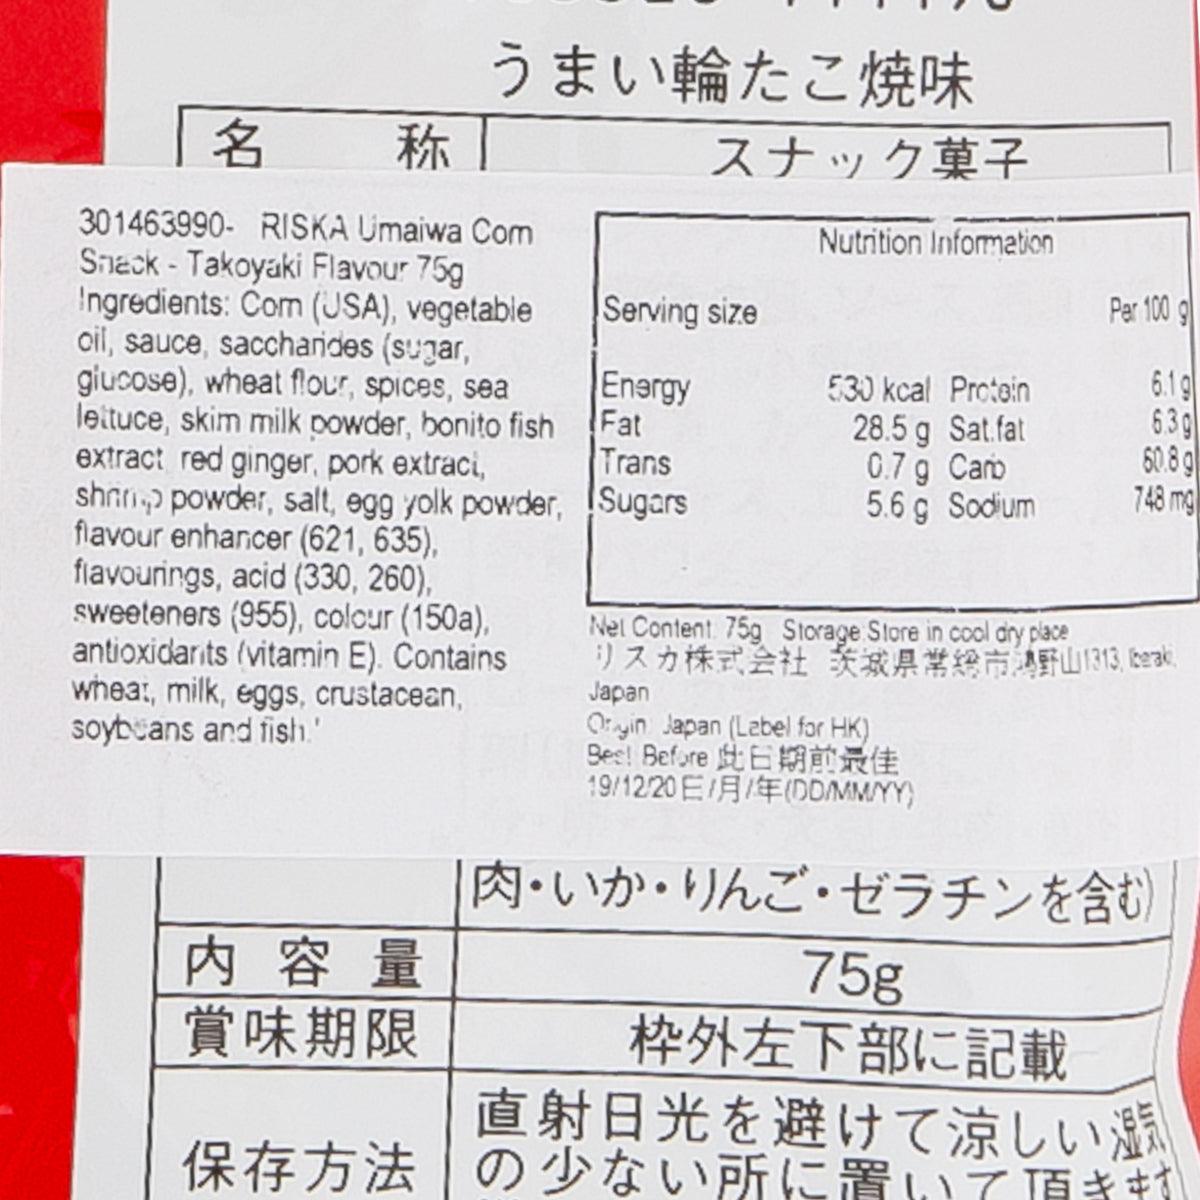 うまい輪たこ焼味
名 称 スナック菓子
301463990- RISKA Umaiwa Corn
Snack - Takoyaki Flavour 75g
Ingredients: Corn (USA), vegetable
oil, sauce, saccharides (sugar,
glucose), wheat flour, spices, sea
lettuce, skim milk powder, bonito fish
extract, red ginger, pork extract,
shrimp powder, salt, egg yolk powder,
flavour enhancer (621, 635),
flavourings, acid (330, 260),
sweeteners (955), colour (150a),
antioxidants (vitamin E). Contains
wheat, milk, eggs, crustacean,
soybeans and fish.
Nutrition Information
Serving size Per 100 g
Energy 530 kcal Protein 6.1 g
Fat 28.5 g Sat.fat 6.3 g
Trans 0.7 g Carb 60.8 g
Sugars 5.6 g Sodium 748 mg
Net Content: 75g Storage:Store in cool dry place
リスカ株式会社 茨城県常総市鴻野山1313, Ibaraki,
Japan
Origin: Japan (Label for HK)
Best Before 此日期前最佳
19/12/20日/月/年(DD/MM/YY)
肉・いか・りんご・ゼラチンを含む)
内容量 75g
賞味期限 枠外左下部に記載
保存方法 直射日光を避けて涼しい湿気
の少ない所に置いて頂きます